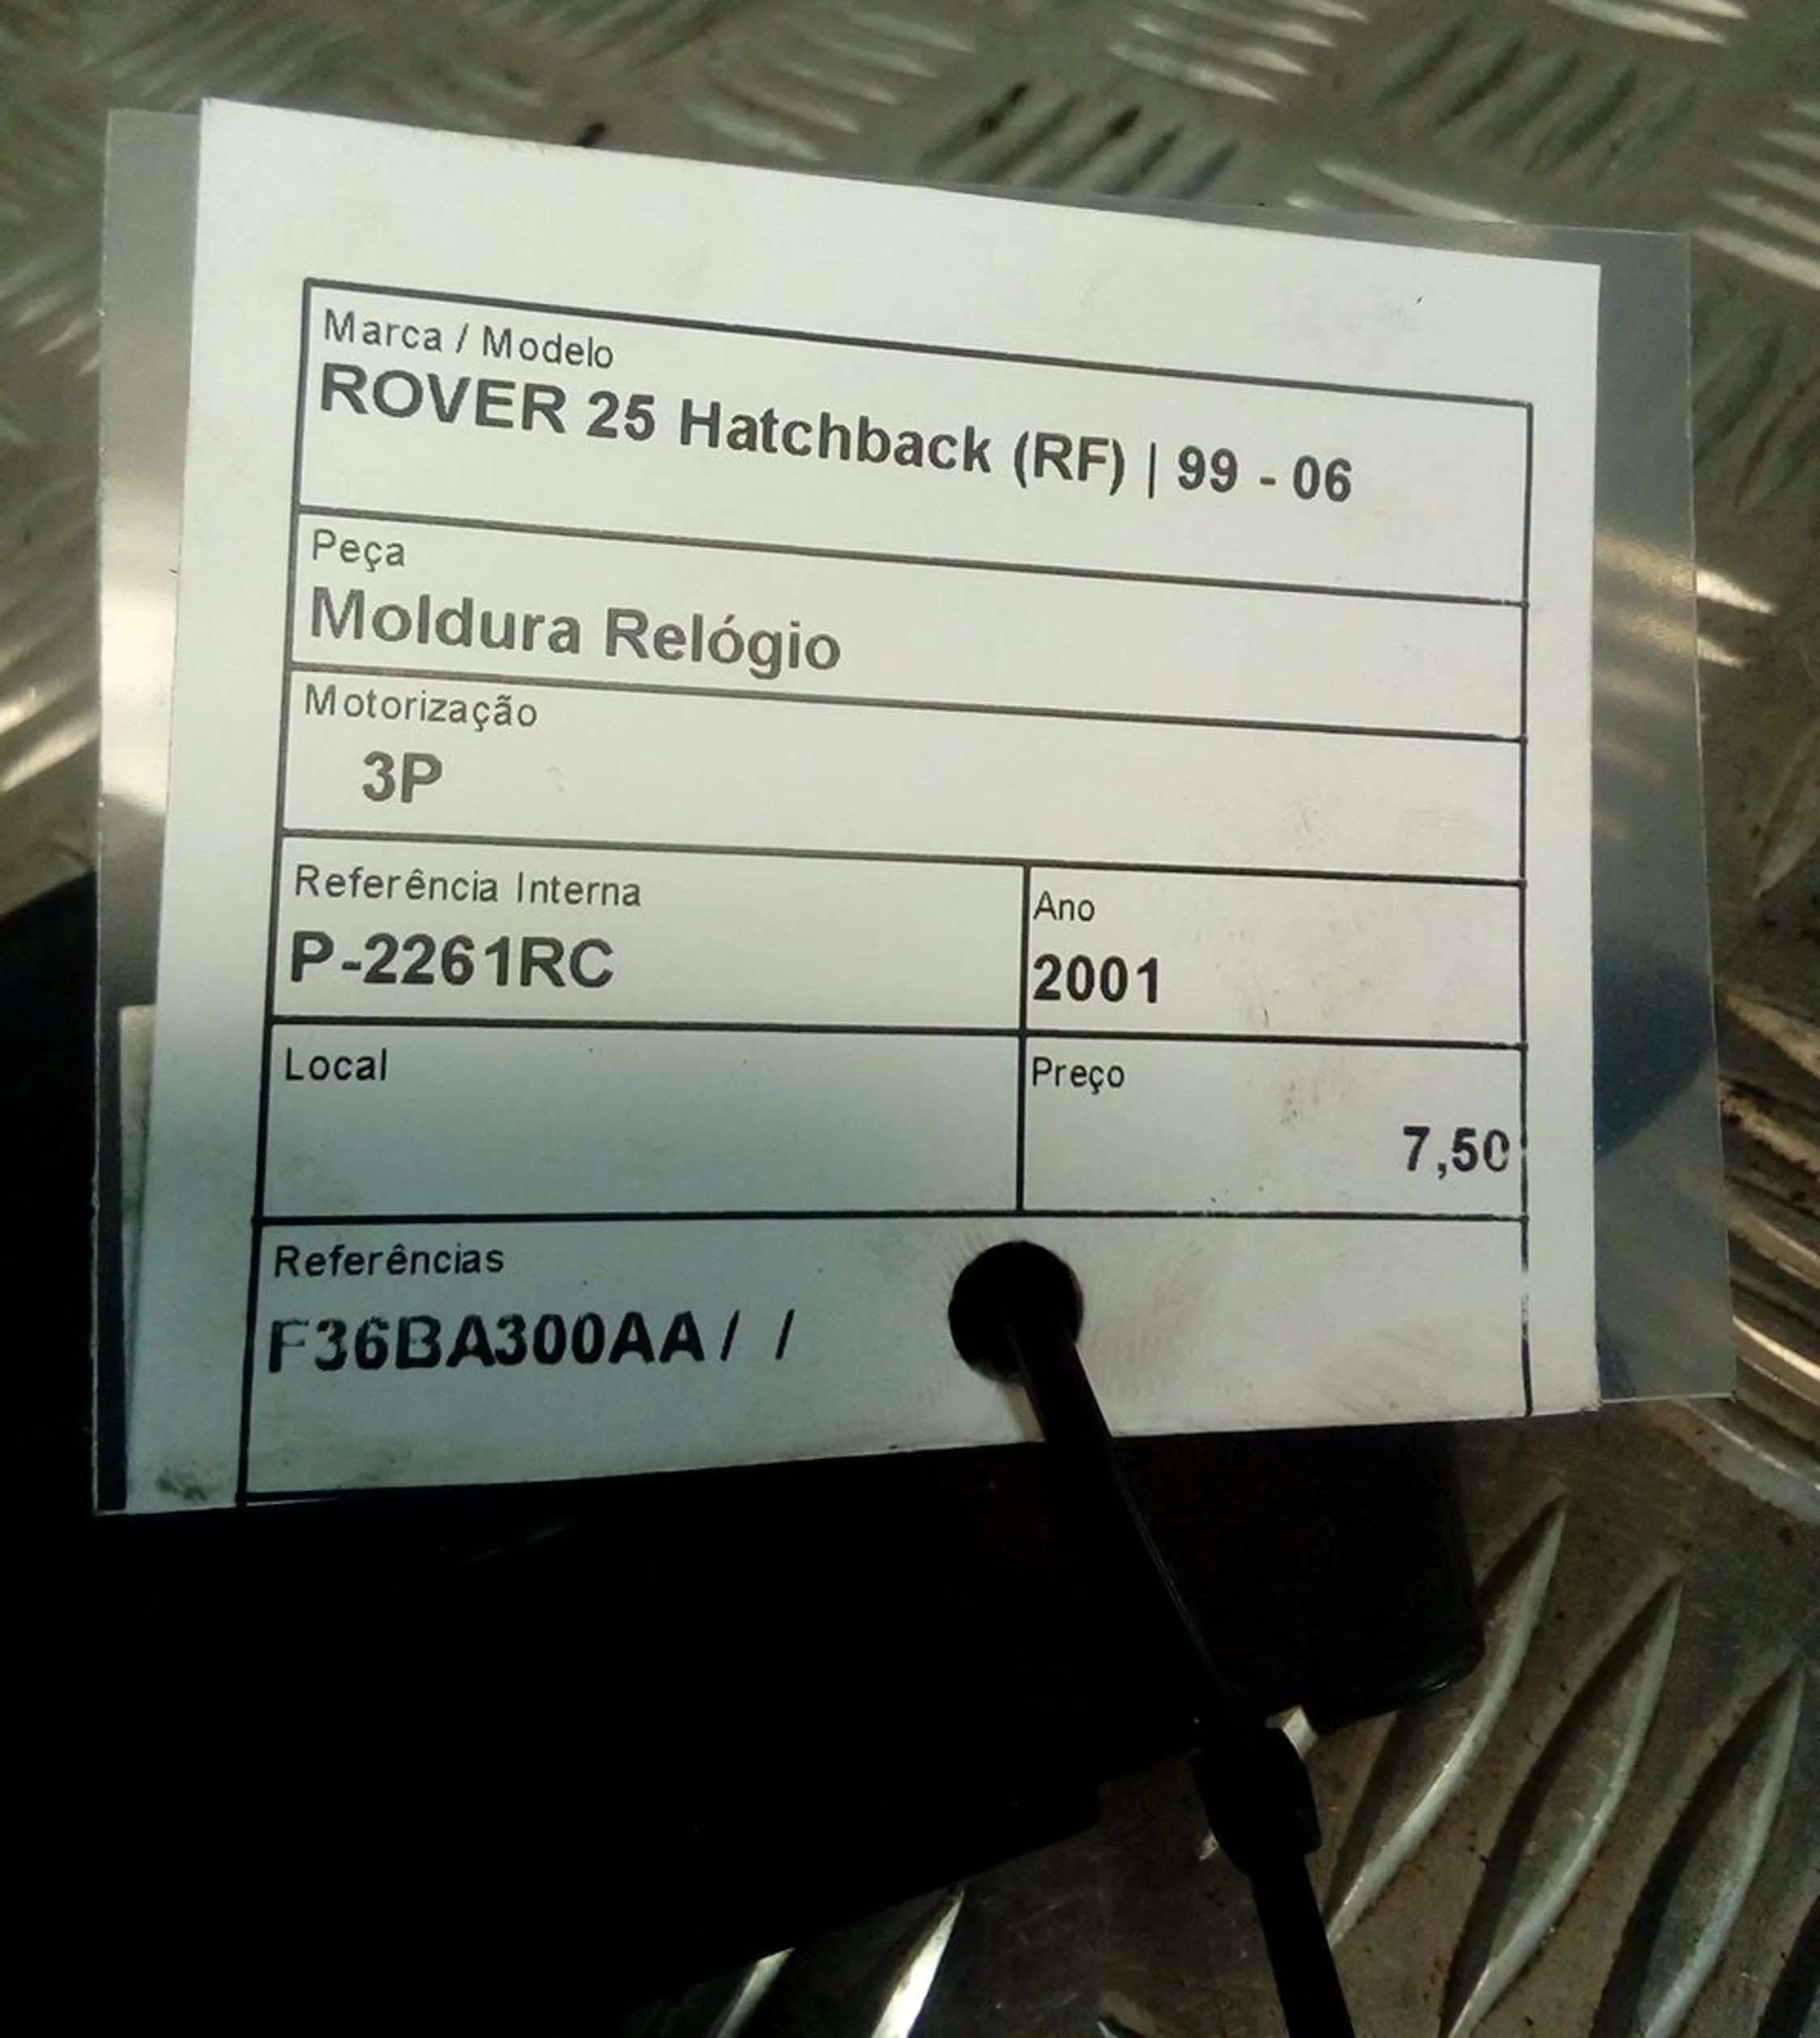 Marca / Modelo
ROVER 25 Hatchback (RF) | 99 - 06
Peça
Moldura Relógio
Motorização
3P
Referência Interna
P-2261RC
Ano
2001
Local
Preço
7,50
Referências
F36BA300AA/ /